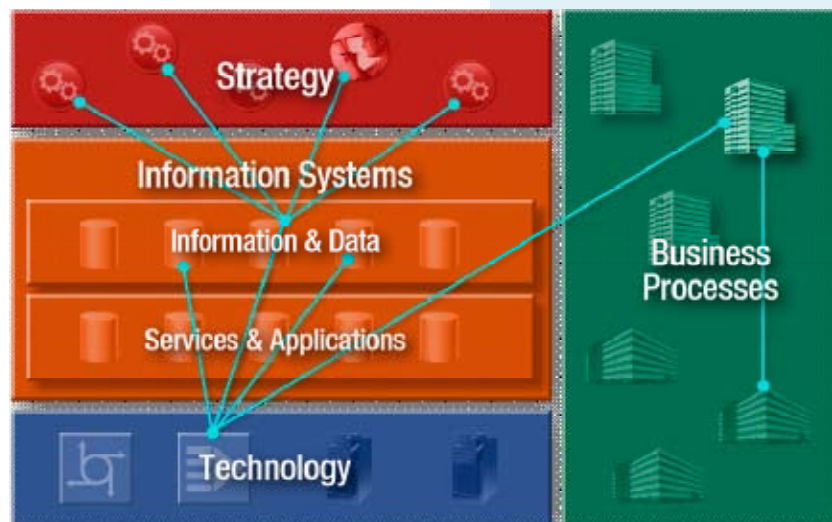 Strategy
Information Systems
Information & Data
Services & Applications
Technology
Business
Processes